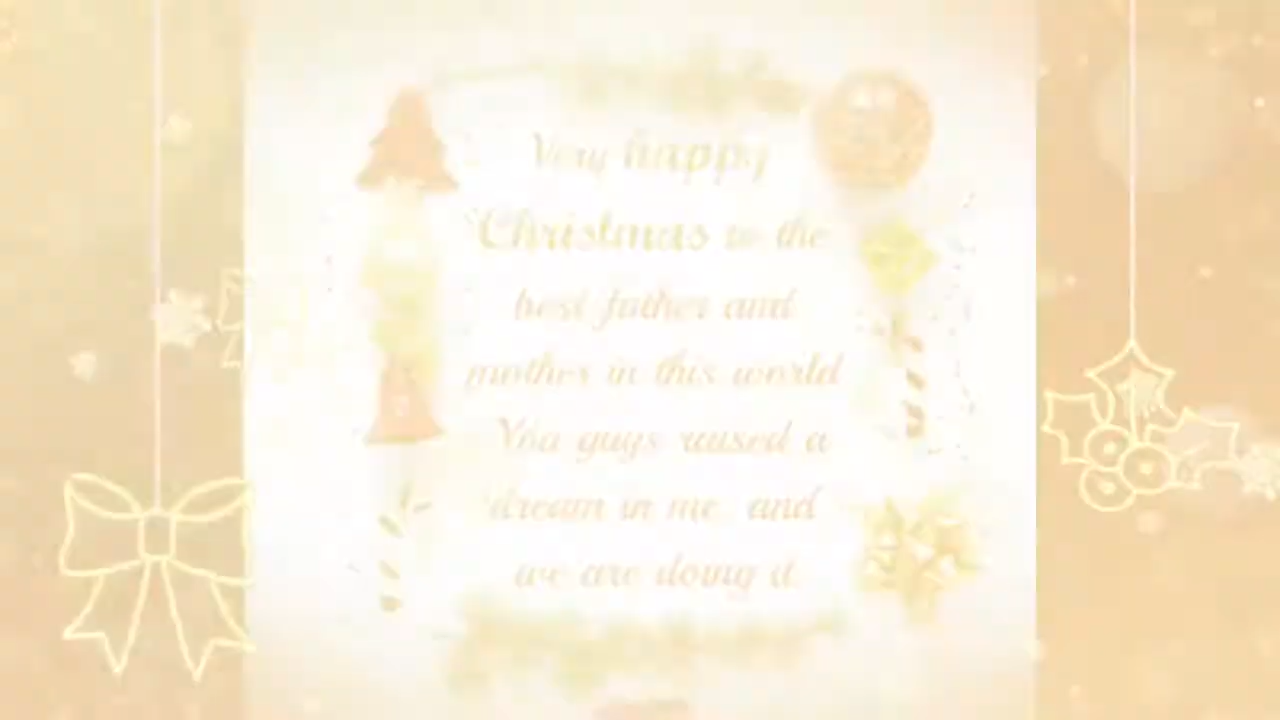 Very happy
Christmas to the
best father and
mother in this world
You guys raised a
dream in me, and
we are doing it.